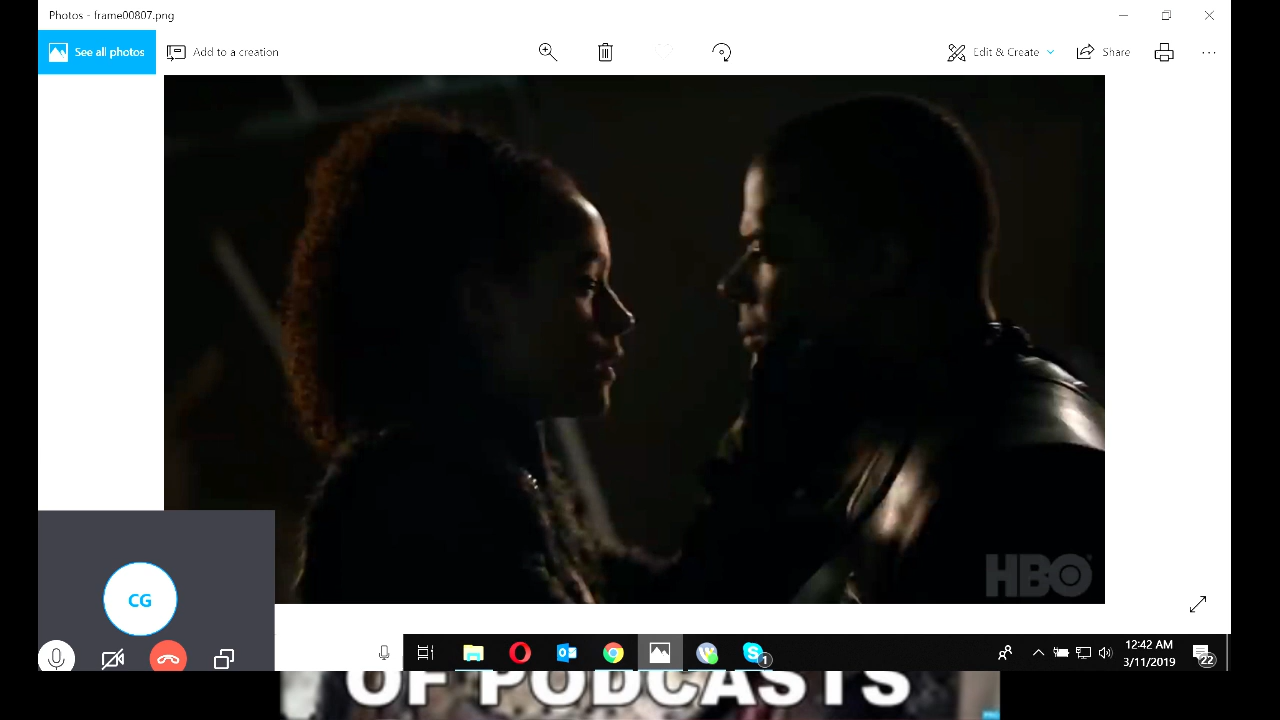 Photos - frame00807.png
See all photos
Add to a creation
Edit & Create
Share
HBO
CG
1
12:42 AM
3/11/2019
22
OF PODCASTS